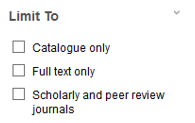 Limit To
Catalogue only
Full text only
Scholarly and peer review
journals